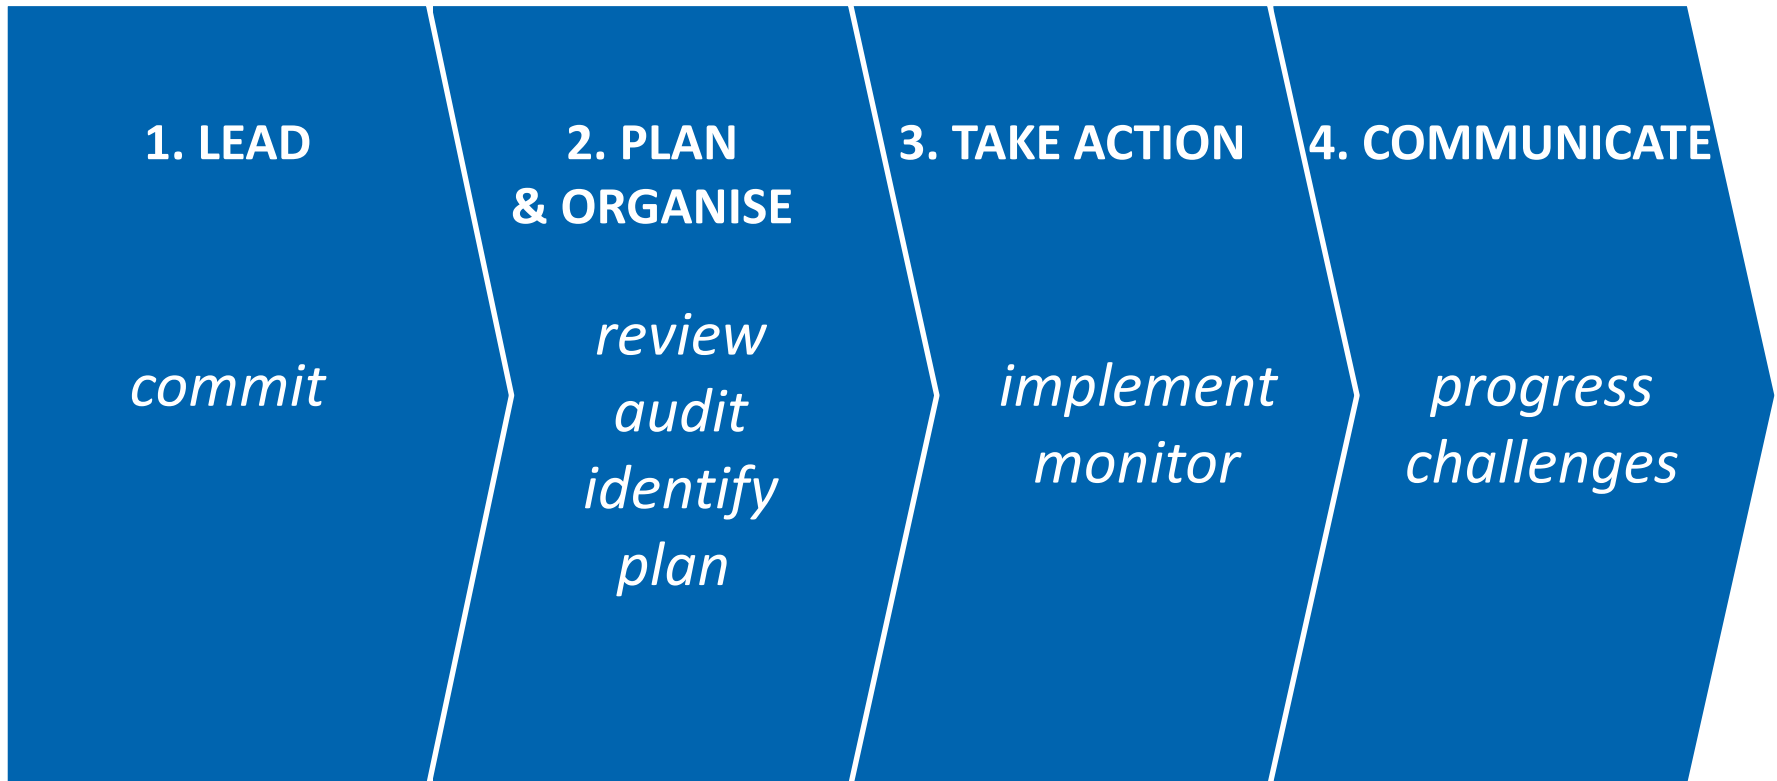 1. LEAD
commit
2. PLAN
& ORGANISE
review
audit
identify
plan
3. TAKE ACTION
implement
monitor
4. COMMUNICATE
progress
challenges